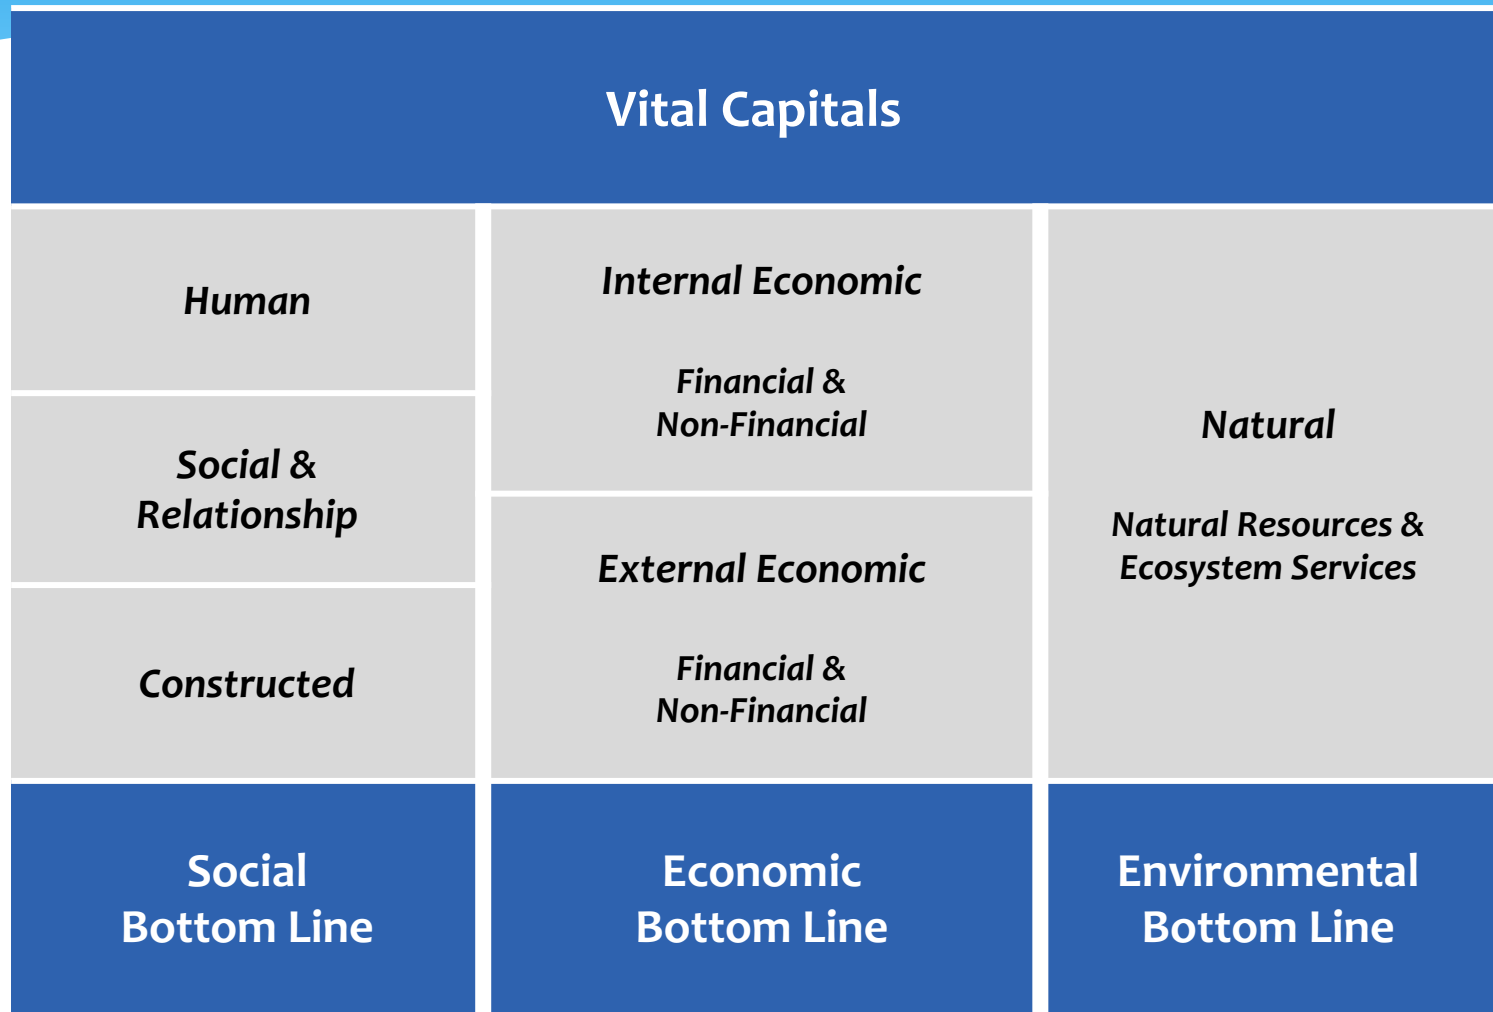 Vital Capitals
Human
Social &
Relationship
Constructed
Internal Economic
Financial &
Non-Financial
External Economic
Financial &
Non-Financial
Natural
Natural Resources &
Ecosystem Services
Social
Bottom Line
Economic
Bottom Line
Environmental
Bottom Line